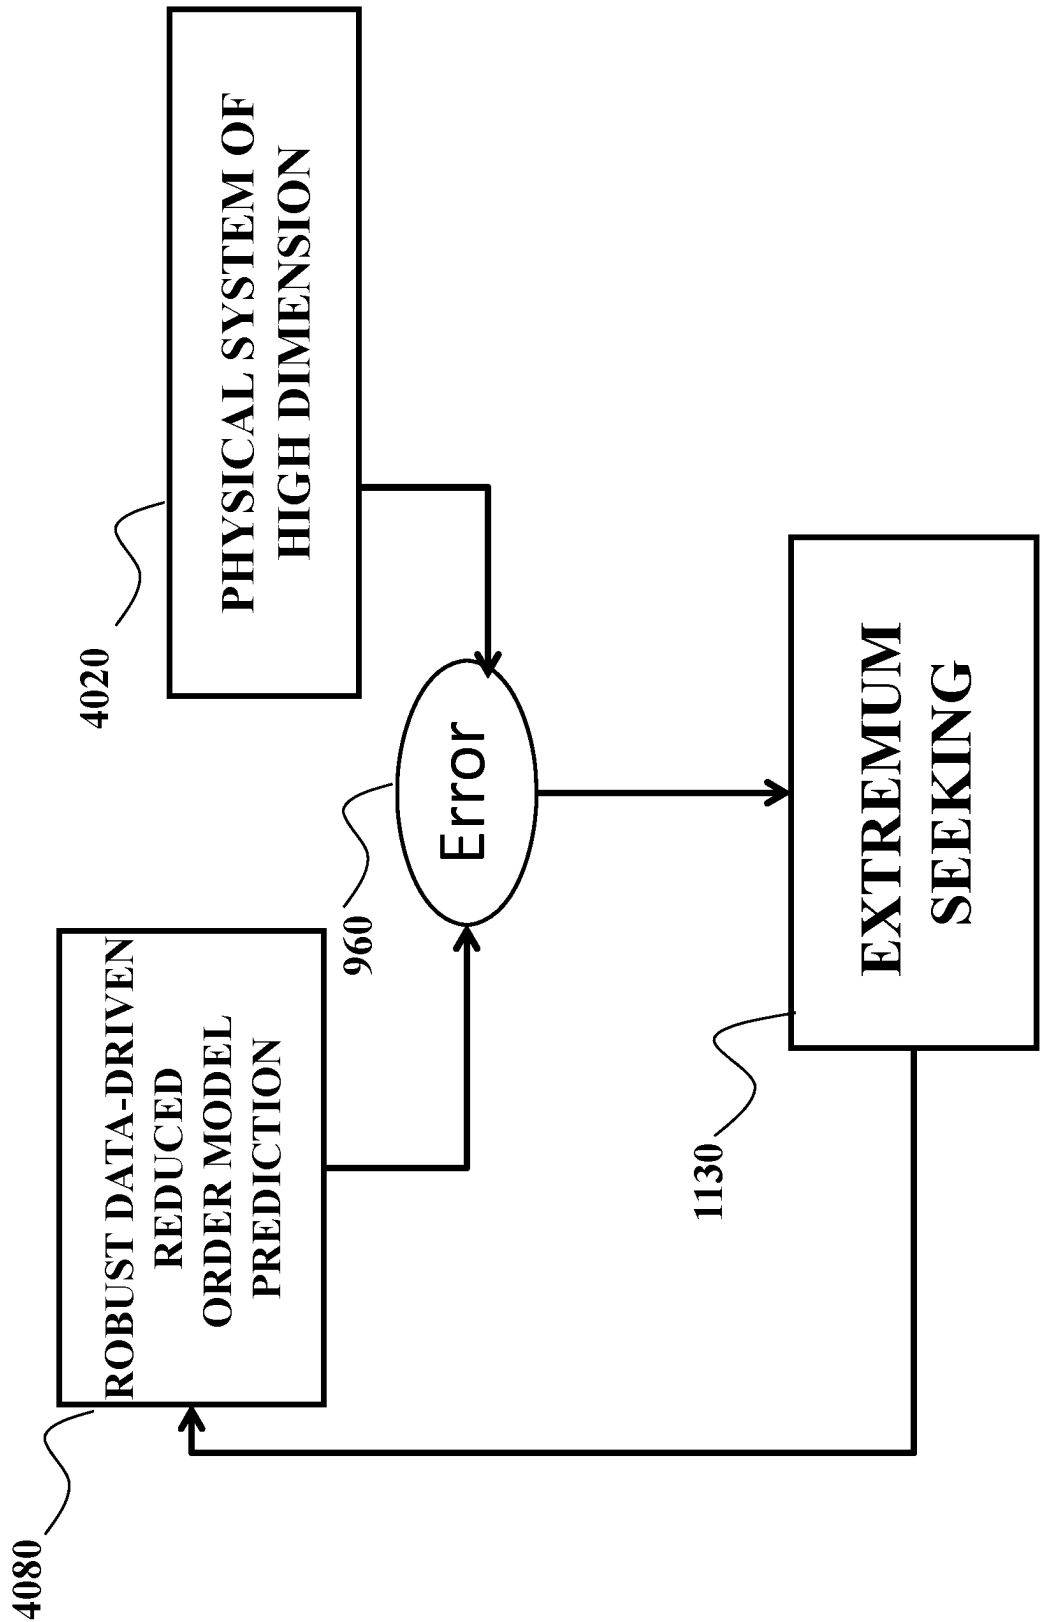 4080
ROBUST DATA-DRIVEN
REDUCED
ORDER MODEL
PREDICTION
4020
PHYSICAL SYSTEM OF
HIGH DIMENSION
960
Error
1130
EXTREMUM
SEEKING